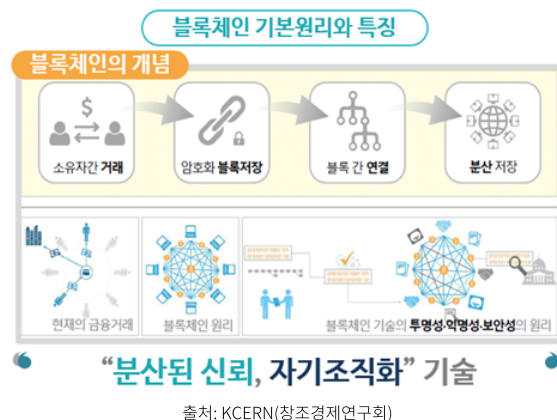 블록체인 기본원리와 특징
블록체인의 개념
$
소유자간 거래
암호화 블록저장
블록 간 연결
분산 저장
현재의 금융거래
블록체인 원리
블록체인 기술의 투명성·익명성·보안성의 원리
“분산된 신뢰, 자기조직화” 기술
출처: KCERN(창조경제연구회)